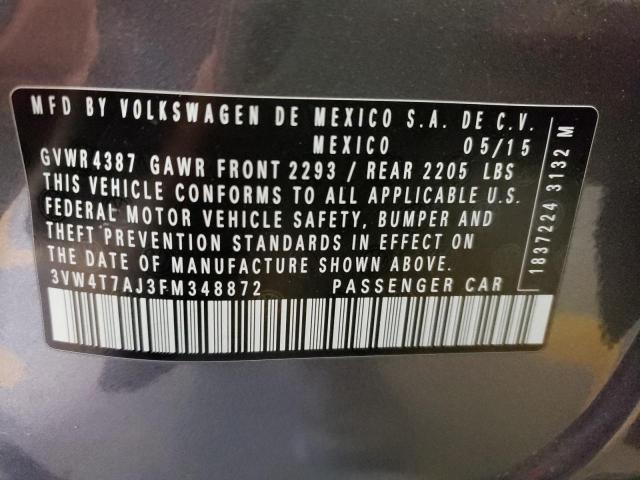 MFD BY VOLKSWAGEN DE MEXICO S.A. DE C.V.
MEXICO 05/15
GVWR4387 GAWR FRONT 2293 / REAR 2205 LBS
THIS VEHICLE CONFORMS TO ALL APPLICABLE U.S.
FEDERAL MOTOR VEHICLE SAFETY, BUMPER AND
THEFT PREVENTION STANDARDS IN EFFECT ON
THE DATE OF MANUFACTURE SHOWN ABOVE.
3VW4T7AJ3FM348872 PASSENGER CAR
1837224 3132 M